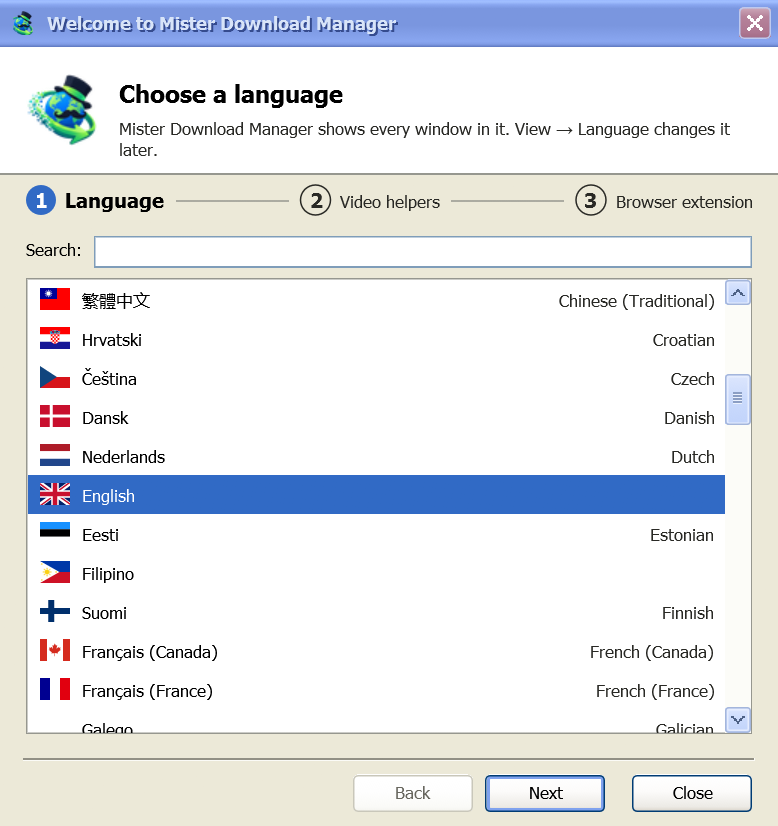 Welcome to Mister Download Manager
Choose a language
Mister Download Manager shows every window in it. View → Language changes it
later.
1 Language 2 Video helpers 3 Browser extension
Search:
繁體中文 Chinese (Traditional)
Hrvatski Croatian
Čeština Czech
Dansk Danish
Nederlands Dutch
English
Eesti Estonian
Filipino
Suomi Finnish
Français (Canada) French (Canada)
Français (France) French (France)
Galego Galician
Back Next Close